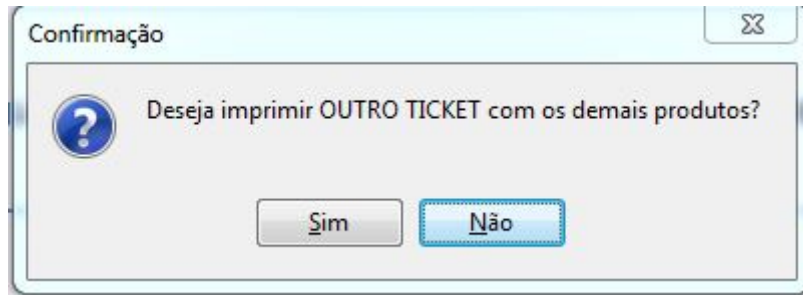 Confirmação
Deseja imprimir OUTRO TICKET com os demais produtos?
Sim
Não